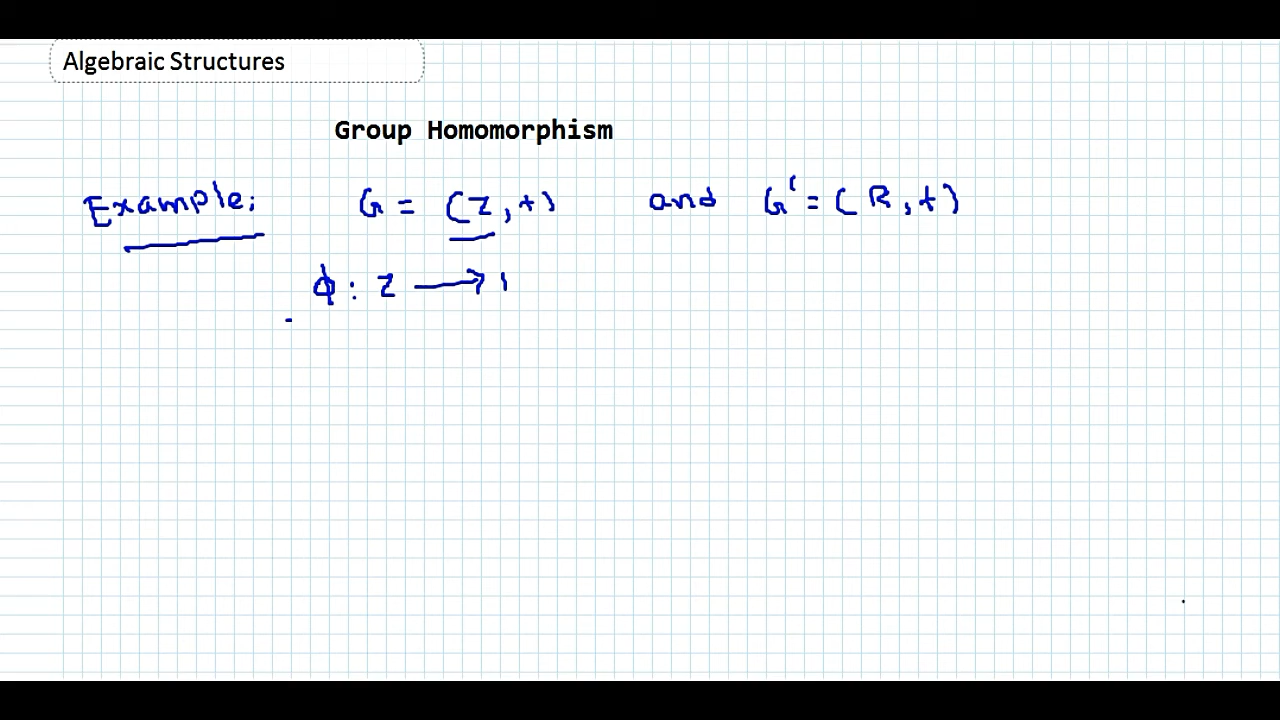 Algebraic Structures
Group Homomorphism
Example: G = (Z, +) and G' = (R, +)
ϕ : Z →